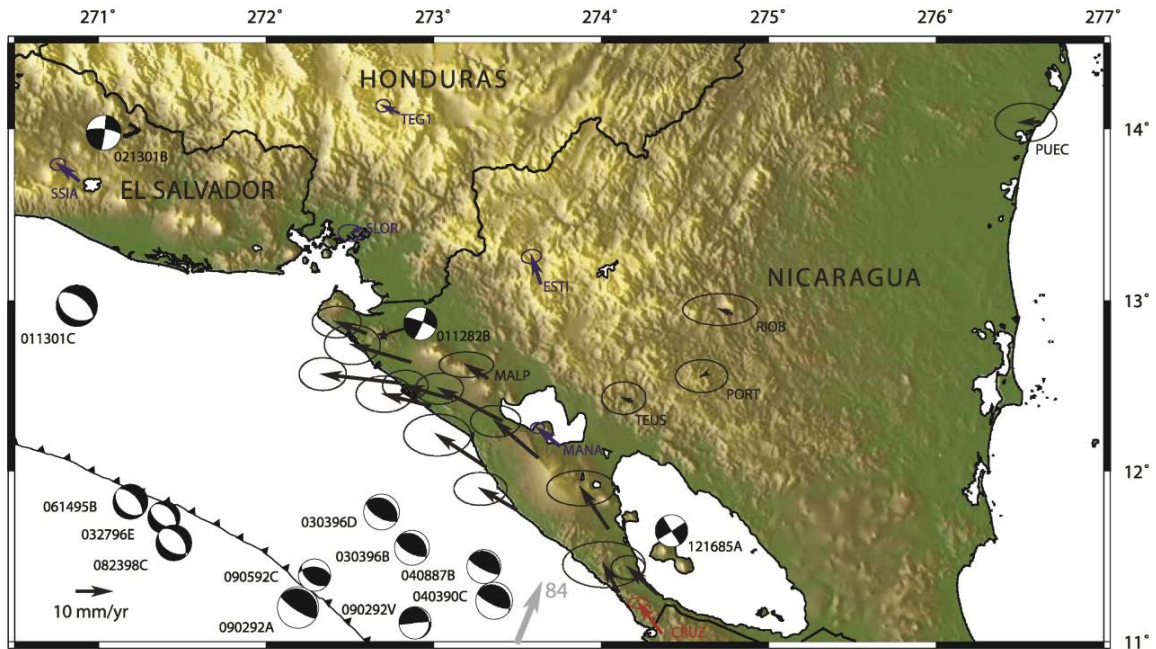 271 272 273 274 275 276 277
HONDURAS
TEG1
14°
021301B
PUEC
SSIA
EL SALVADOR
SLOR
NICARAGUA
ESTI
13°
011301C
011282B
RIOB
MALP
PORT
TEUS
MANA
12°
061495B
032796E
030396D
121685A
082398C
030396B
040887B
090592C
84
10 mm/yr
090292V
040390C
090292A
CRUZ
11°